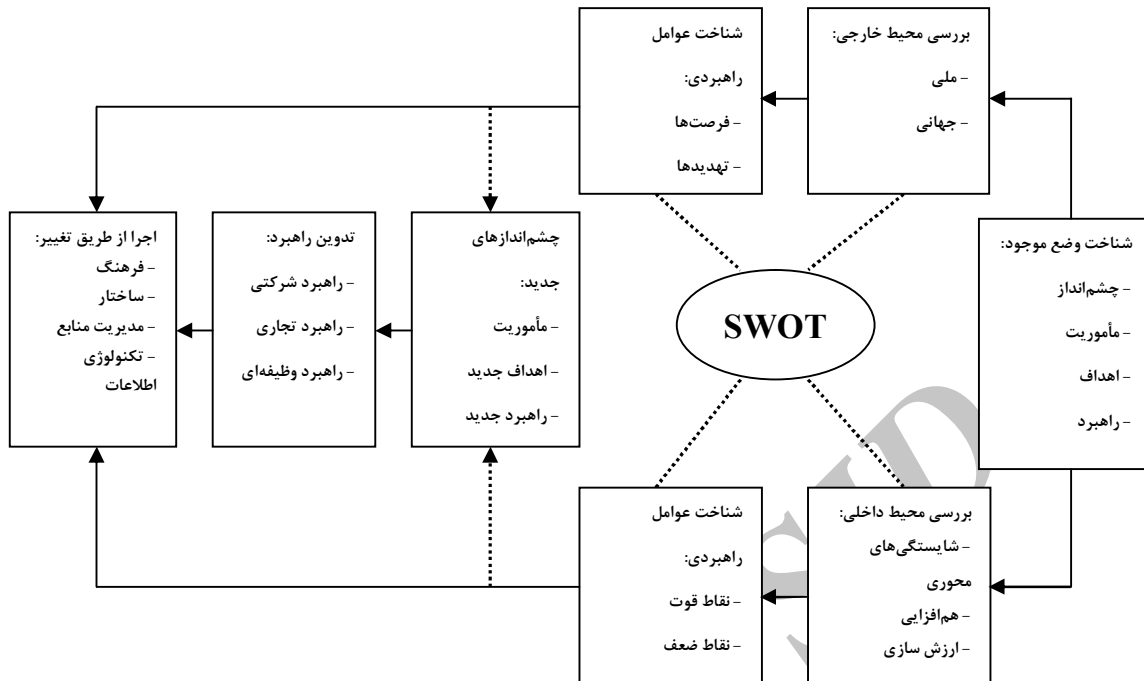 شناخت وضع موجود:
- چشم‌انداز
- مأموریت
- اهداف
- راهبرد
بررسی محیط خارجی:
- ملی
- جهانی
شناخت عوامل
راهبردی:
- فرصت‌ها
- تهدیدها
SWOT
بررسی محیط داخلی:
- شایستگی‌های
محوری
- هم‌افزایی
- ارزش سازی
شناخت عوامل
راهبردی:
- نقاط قوت
- نقاط ضعف
چشم‌اندازهای
جدید:
- مأموریت
- اهداف جدید
- راهبرد جدید
تدوین راهبرد:
- راهبرد شرکتی
- راهبرد تجاری
- راهبرد وظیفه‌ای
اجرا از طریق تغییر:
- فرهنگ
- ساختار
- مدیریت منابع
- تکنولوژی
اطلاعات